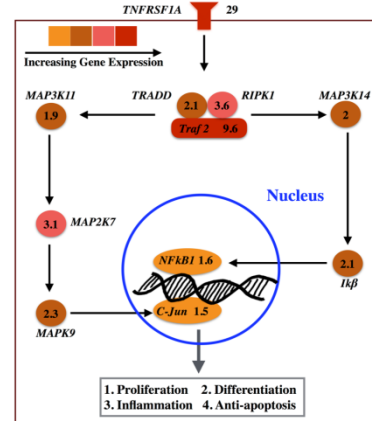 TNFRSF1A 29
Increasing Gene Expression
MAP3K11
TRADD
RIPK1
MAP3K14
1.9
2.1
3.6
2
Traf 2 9.6
Nucleus
3.1
MAP2K7
NFkB1 1.6
2.1
Ikβ
2.3
C-Jun 1.5
MAPK9
1. Proliferation 2. Differentiation
3. Inflammation 4. Anti-apoptosis